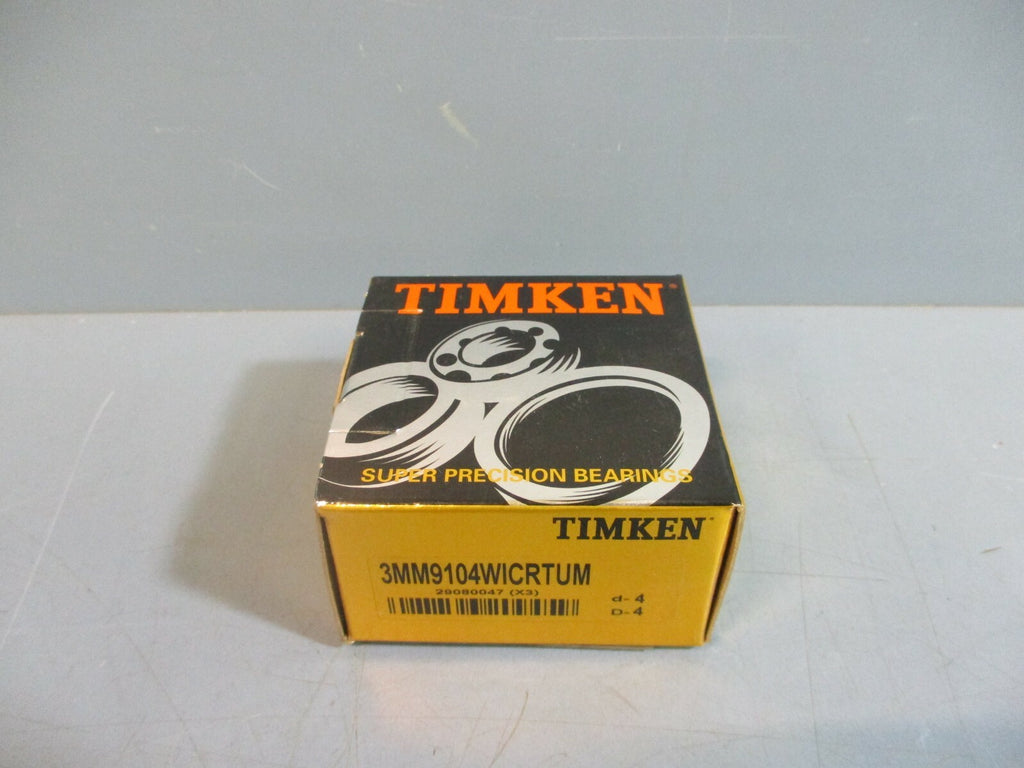 TIMKEN
SUPER PRECISION BEARINGS
TIMKEN
3MM9104WICRTUM
29080047 (X3)
d-4
D-4